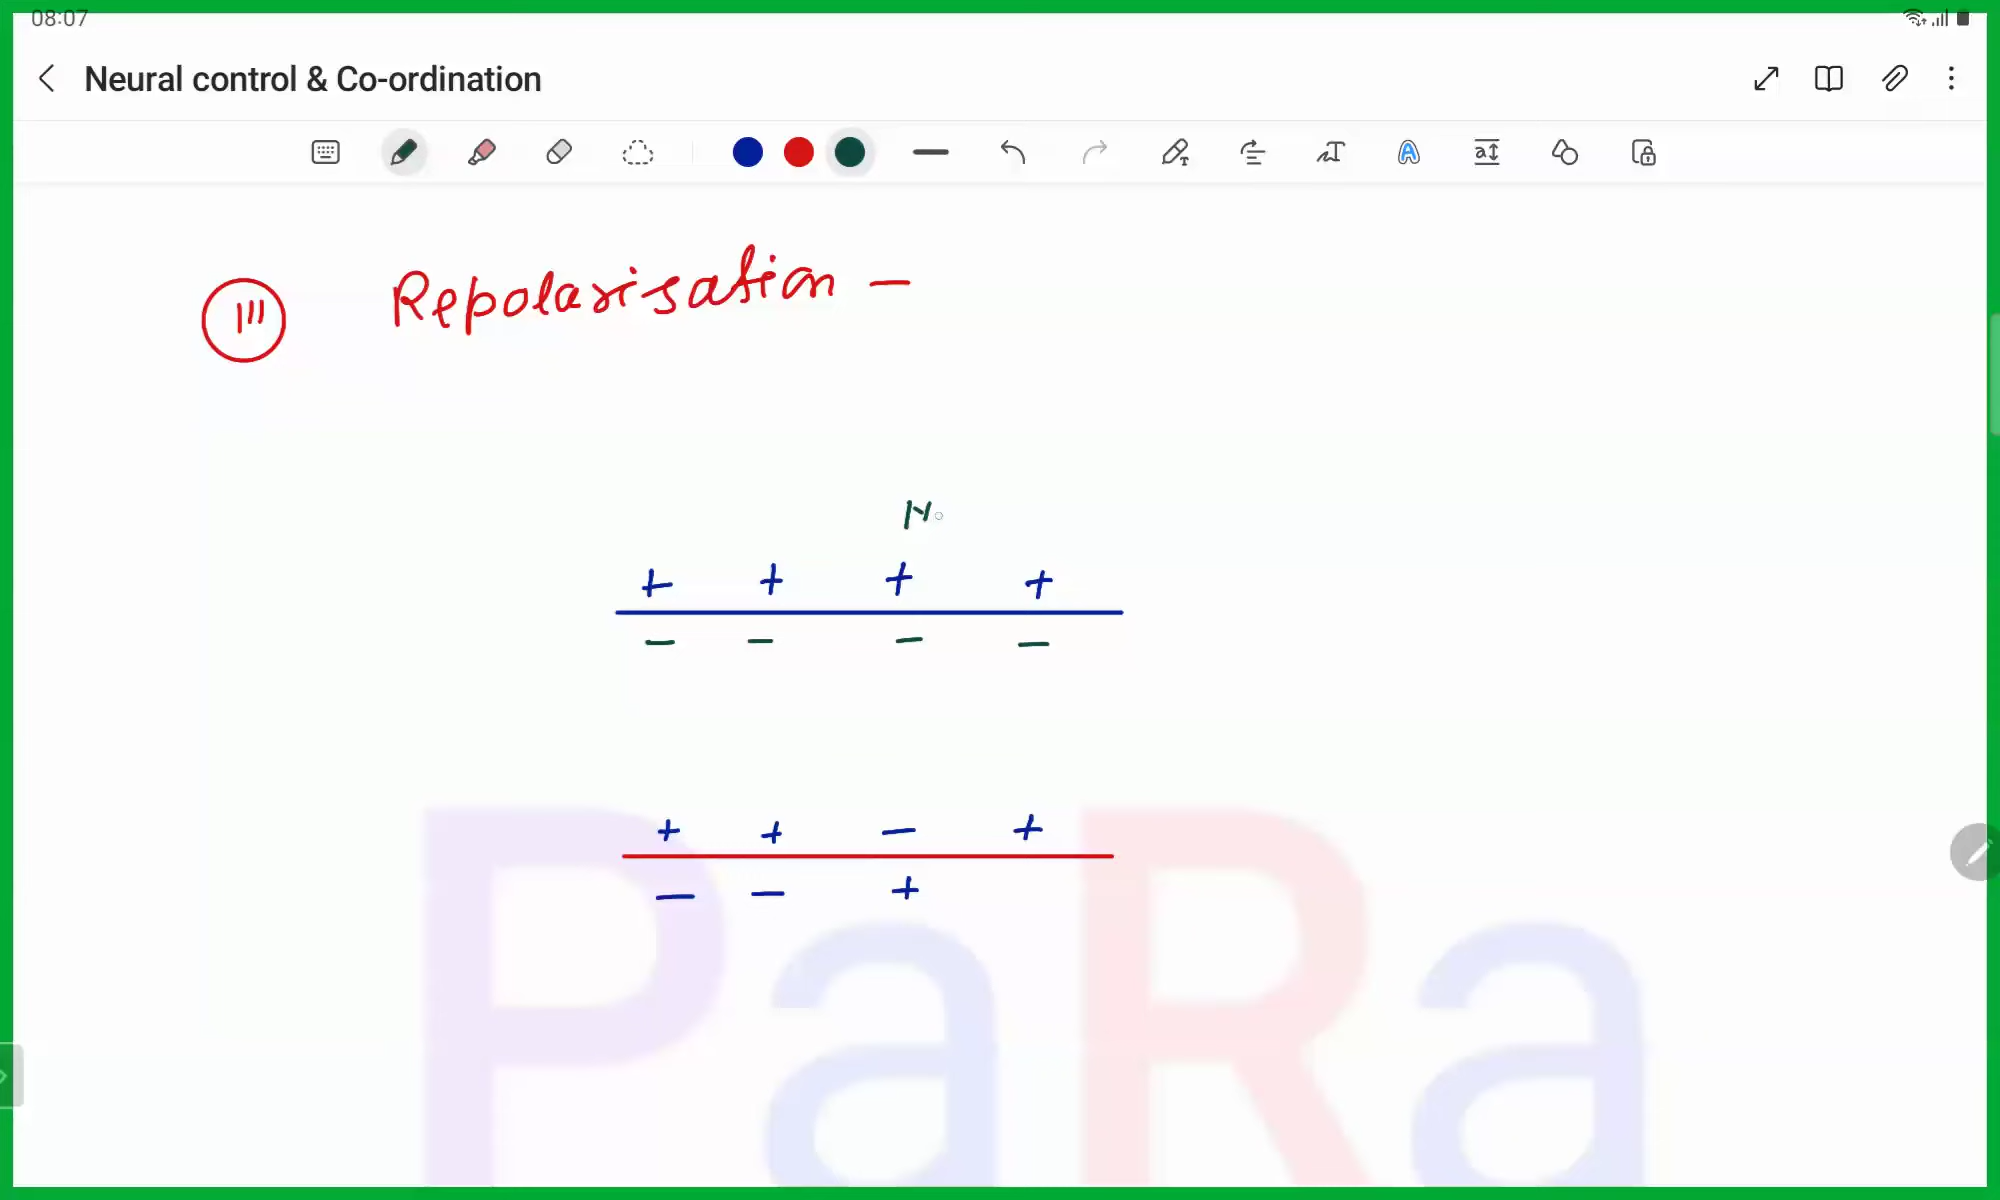 08:07
Neural control & Co-ordination
III
Repolarisation -
N
+ + + +
- - - -
+ + - +
- - +
PaRa